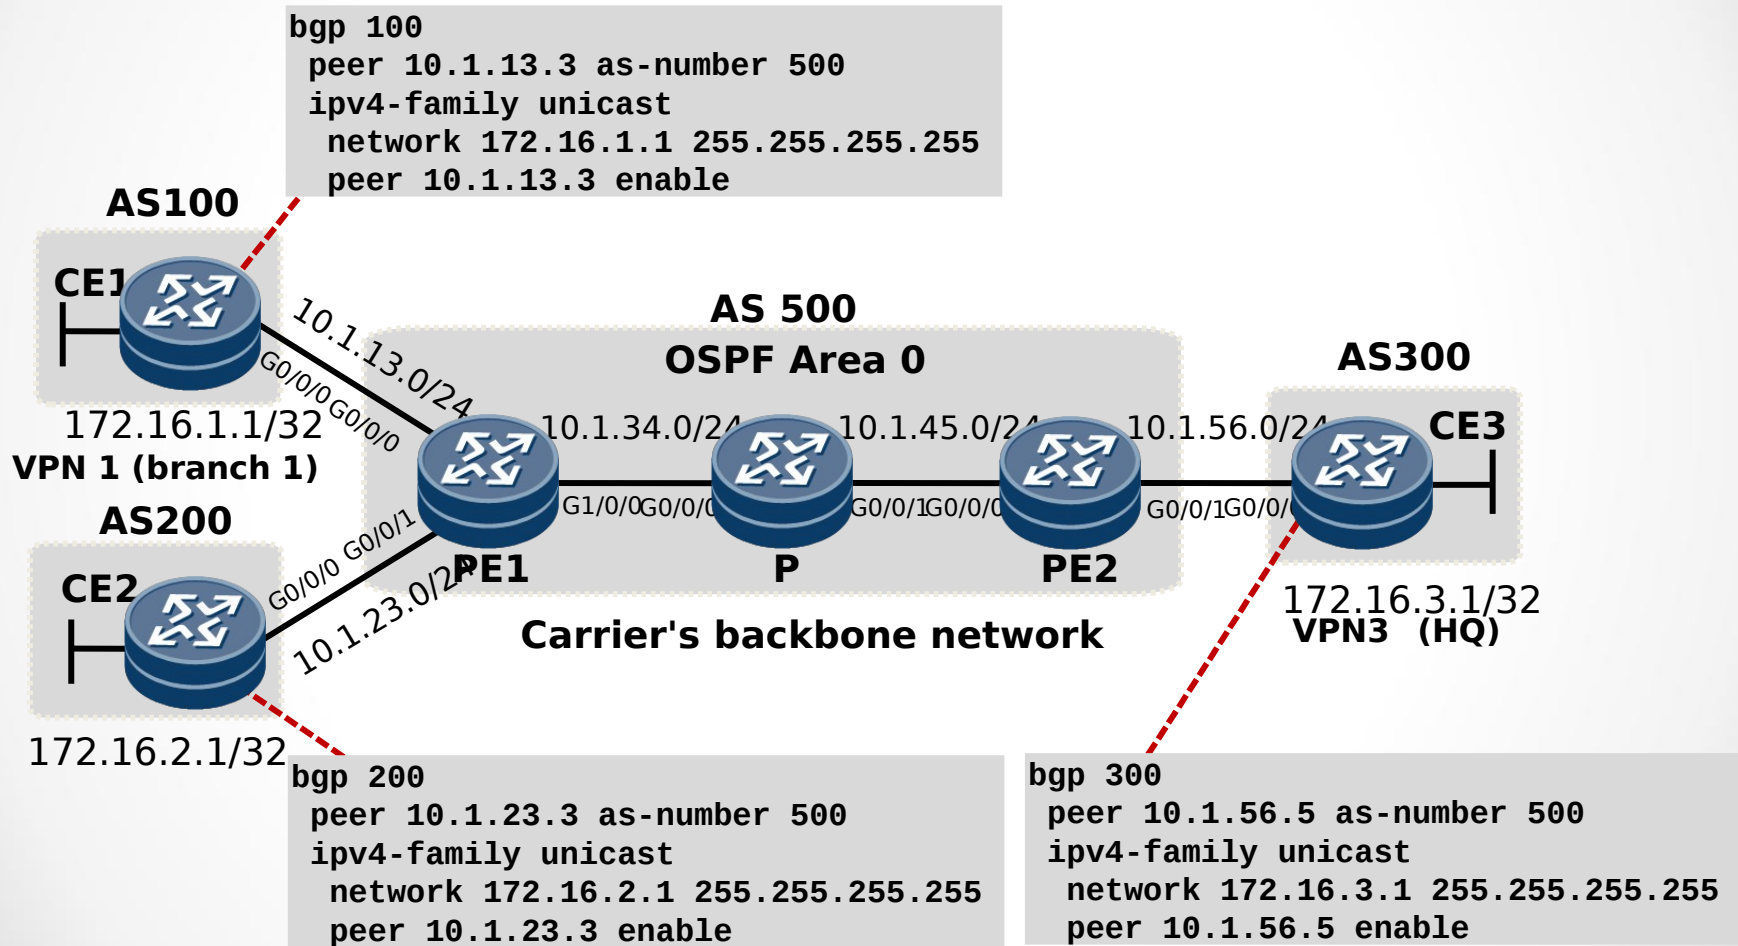 bgp 100
peer 10.1.13.3 as-number 500
ipv4-family unicast
network 172.16.1.1 255.255.255.255
peer 10.1.13.3 enable
AS100
CE1
10.1.13.0/24
G0/0/0
G0/0/0
172.16.1.1/32
VPN 1 (branch 1)
AS 500
OSPF Area 0
10.1.34.0/24
10.1.45.0/24
10.1.56.0/24
AS300
CE3
G1/0/0
G0/0/0
G0/0/1
G0/0/0
G0/0/1
G0/0/0
PE1
P
PE2
AS200
CE2
G0/0/0
G0/0/1
10.1.23.0/24
172.16.2.1/32
Carrier's backbone network
172.16.3.1/32
VPN3 (HQ)
bgp 200
peer 10.1.23.3 as-number 500
ipv4-family unicast
network 172.16.2.1 255.255.255.255
peer 10.1.23.3 enable
bgp 300
peer 10.1.56.5 as-number 500
ipv4-family unicast
network 172.16.3.1 255.255.255.255
peer 10.1.56.5 enable